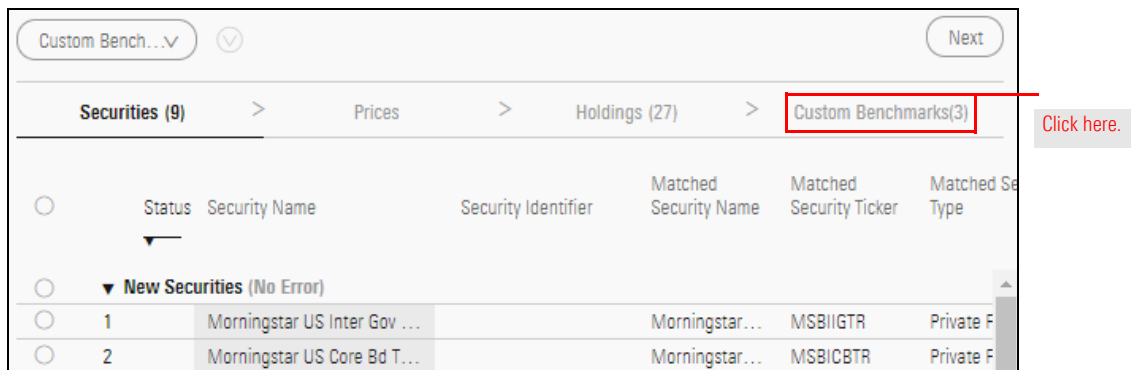 Custom Bench... Next
Securities (9) > Prices > Holdings (27) > Custom Benchmarks(3)
Click here.
Status Security Name Security Identifier Matched Security Name Matched Security Ticker Matched Se Type
New Securities (No Error)
1 Morningstar US Inter Gov ... Morningstar... MSBIIGTR Private F
2 Morningstar US Core Bd T... Morningstar... MSBICBTR Private F